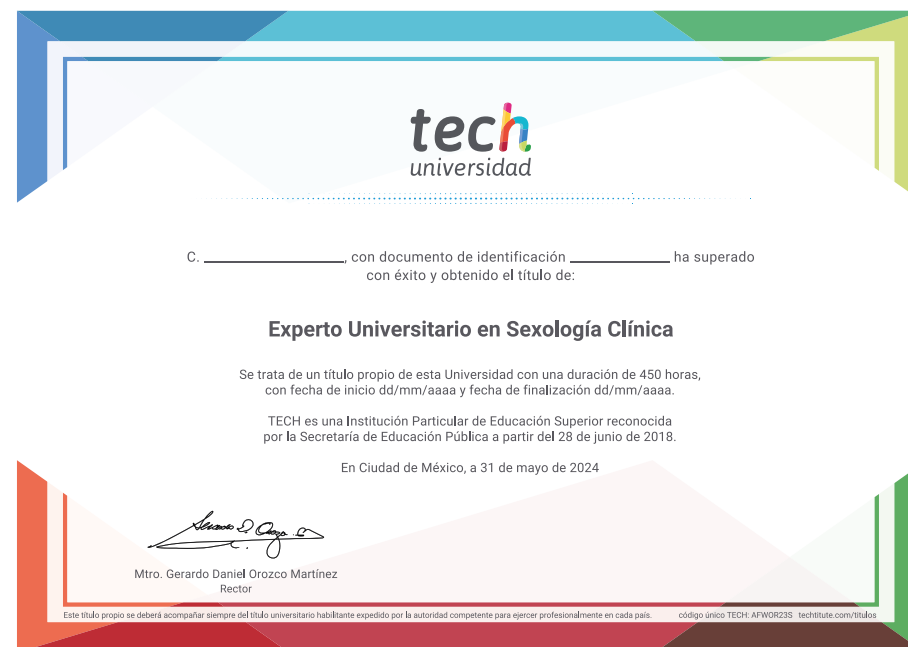 tech
universidad
C. ____________, con documento de identificación ____________ ha superado
con éxito y obtenido el título de:
Experto Universitario en Sexología Clínica
Se trata de un título propio de esta Universidad con una duración de 450 horas,
con fecha de inicio dd/mm/aaaa y fecha de finalización dd/mm/aaaa.
TECH es una Institución Particular de Educación Superior reconocida
por la Secretaría de Educación Pública a partir del 28 de junio de 2018.
En Ciudad de México, a 31 de mayo de 2024
Mtro. Gerardo Daniel Orozco Martínez
Rector
Este título propio se deberá acompañar siempre del título universitario habilitante expedido por la autoridad competente para ejercer profesionalmente en cada país. código único TECH: AFWOR23S techtitute.com/titulos